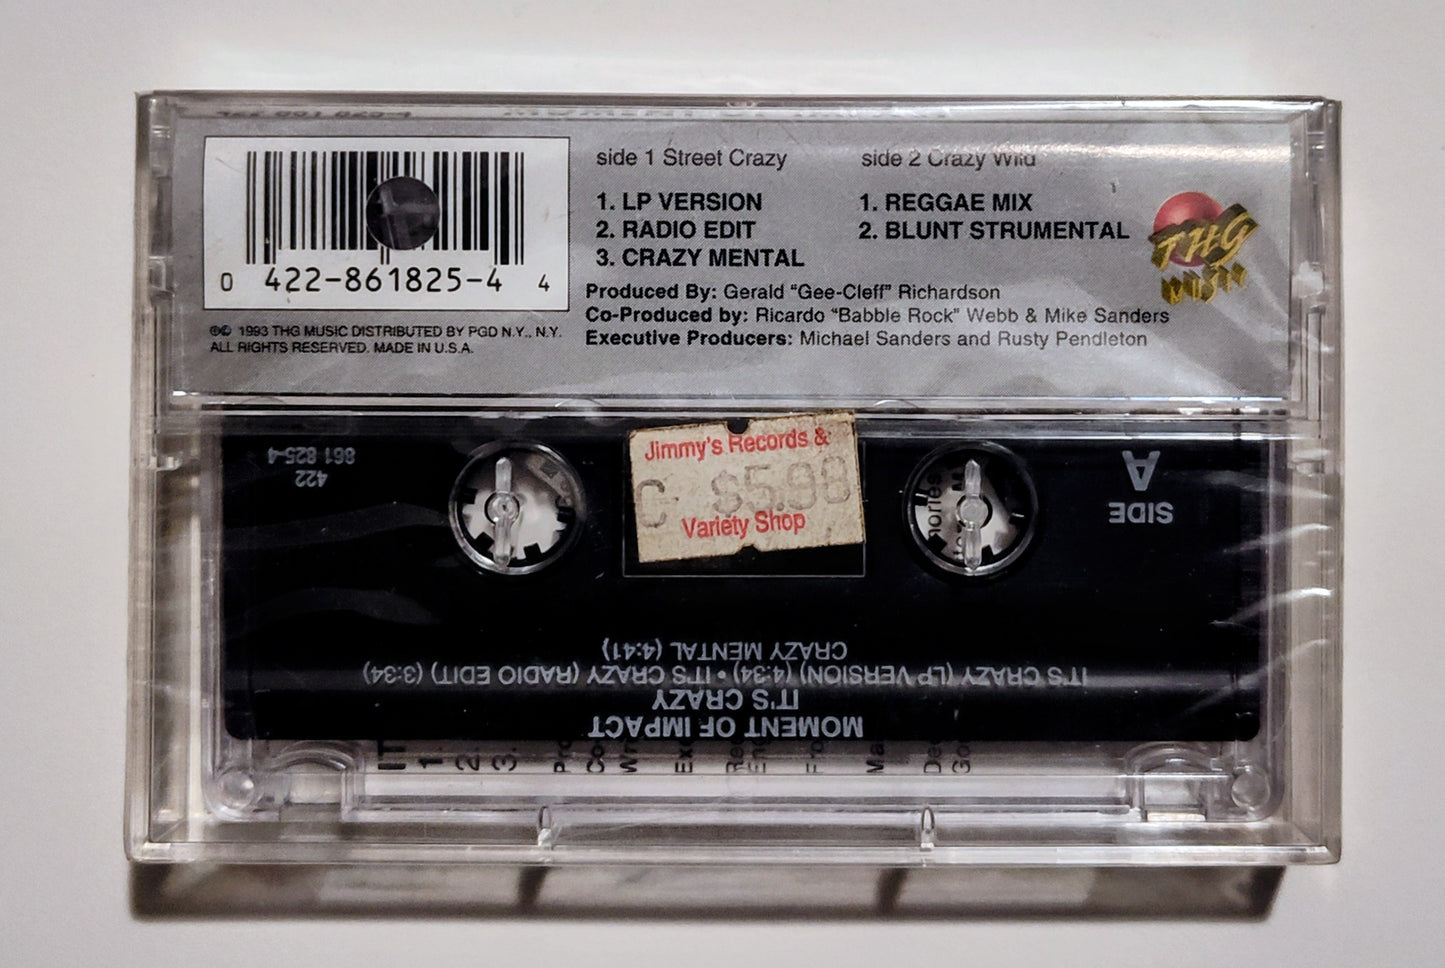 side 1 Street Crazy
1. LP VERSION
2. RADIO EDIT
3. CRAZY MENTAL
side 2 Crazy Wild
1. REGGAE MIX
2. BLUNT STRUMENTAL
THG
MUSIC
0 422-861825-4 4
℗© 1993 THG MUSIC DISTRIBUTED BY PGD N.Y., N.Y.
ALL RIGHTS RESERVED. MADE IN U.S.A.
Produced By: Gerald "Gee-Cleff" Richardson
Co-Produced by: Ricardo "Babble Rock" Webb & Mike Sanders
Executive Producers: Michael Sanders and Rusty Pendleton
Jimmy's Records &
C- $5.98
Variety Shop
SIDE
A
422
861 825-4
MOMENT OF IMPACT
IT'S CRAZY
IT'S CRAZY (LP VERSION) (4:34) • IT'S CRAZY (RADIO EDIT) (3:34)
CRAZY MENTAL (4:41)
1.
2.
3.